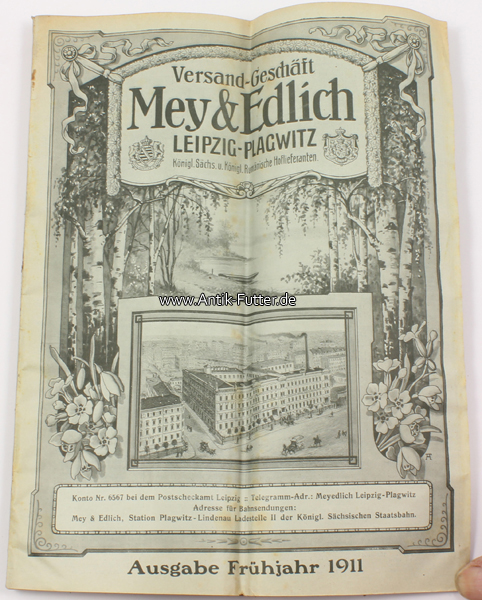 Versand-Geschäft
Mey & Edlich
LEIPZIG-PLAGWITZ
Königl. Sächs. u. Königl. Rumänische Hoflieferanten.
www.Antik-Futter.de
Konto Nr. 6567 bei dem Postscheckamt Leipzig :: Telegramm-Adr.: Meyedlich Leipzig-Plagwitz
Adresse für Bahnsendungen:
Mey & Edlich, Station Plagwitz-Lindenau Ladestelle II der Königl. Sächsischen Staatsbahn.
Ausgabe Frühjahr 1911